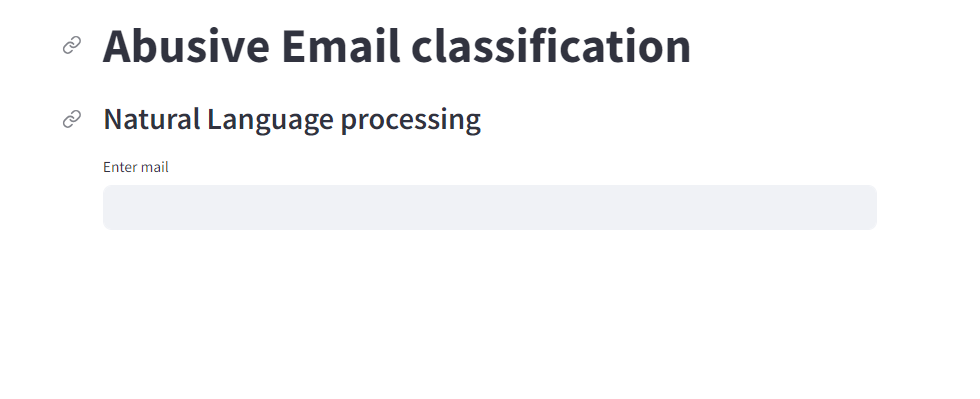 Abusive Email classification
Natural Language processing
Enter mail